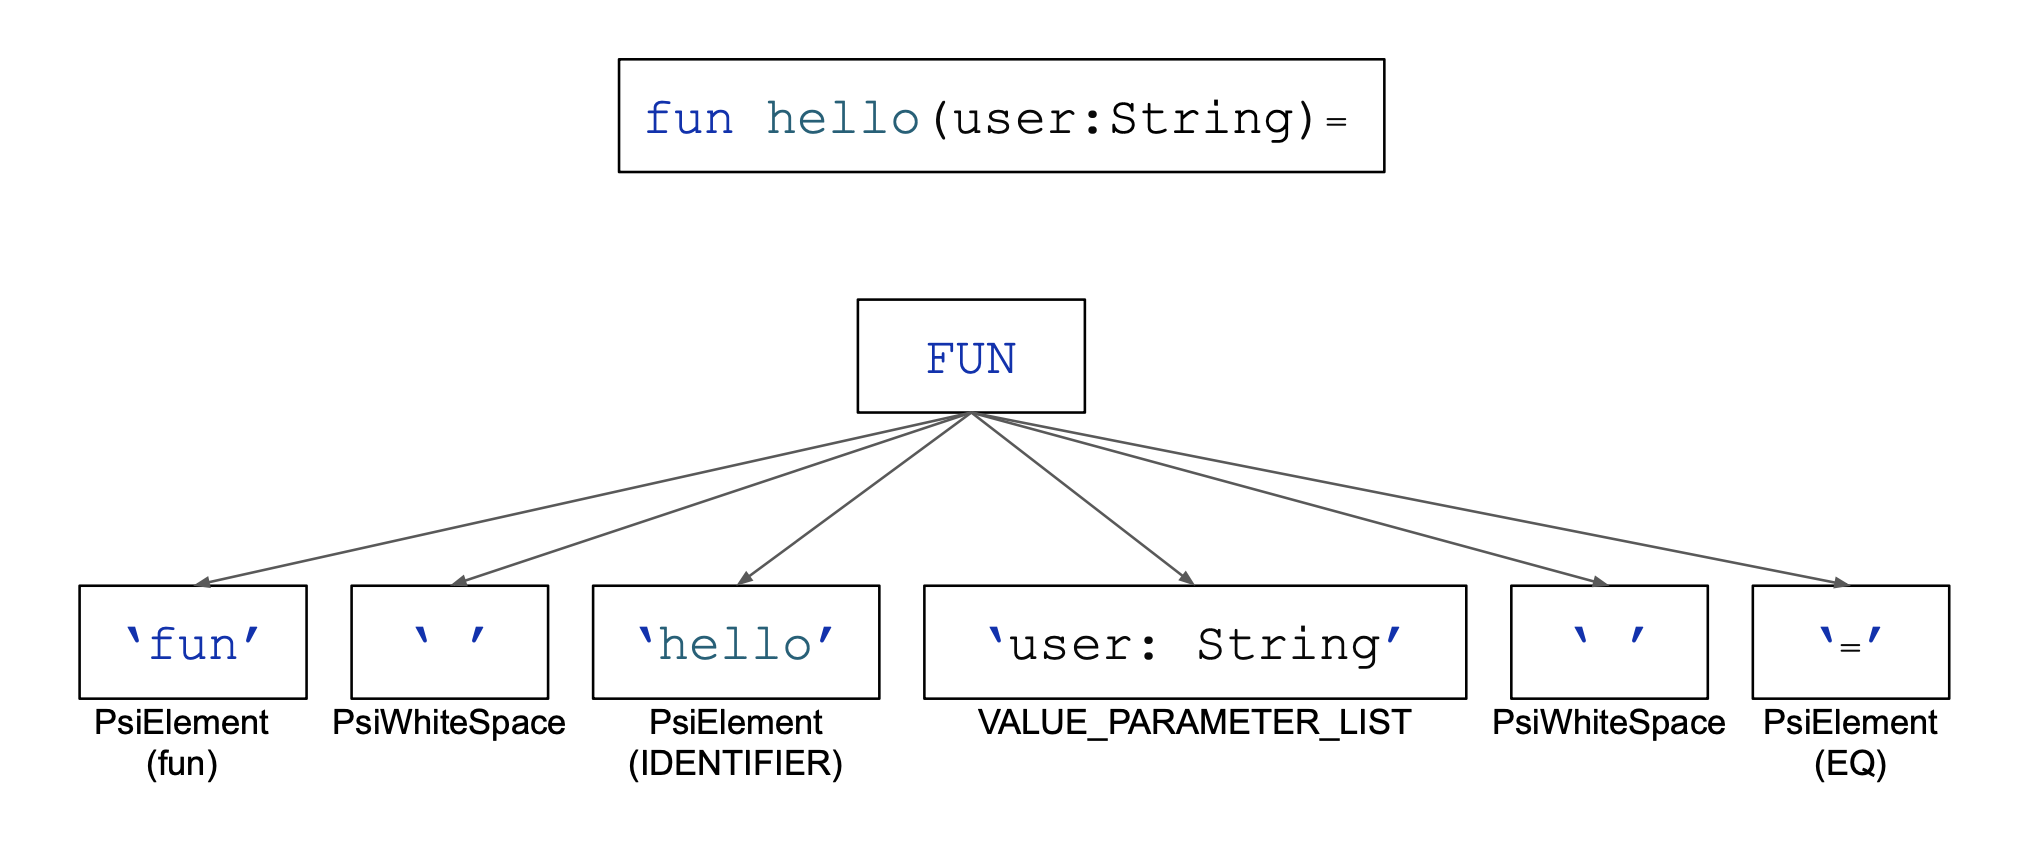 fun hello(user:String)=
FUN
‘fun’
‘ ’
‘hello’
‘user: String’
‘ ’
‘=’
PsiElement
(fun)
PsiWhiteSpace
PsiElement
(IDENTIFIER)
VALUE_PARAMETER_LIST
PsiWhiteSpace
PsiElement
(EQ)